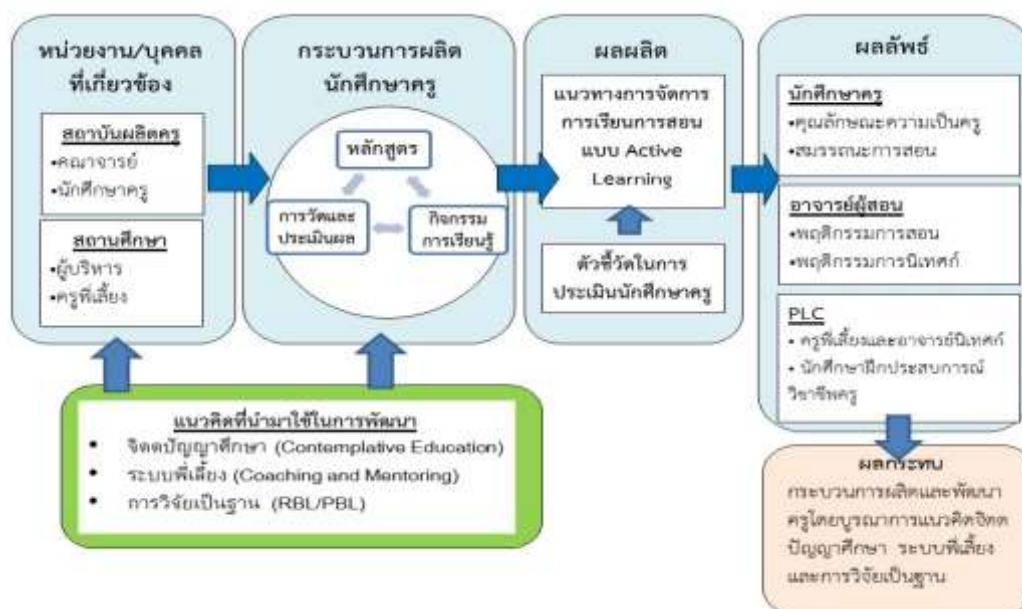 หน่วยงาน/บุคคล
ที่เกี่ยวข้อง
สถาบันผลิตครู
•คณาจารย์
•นักศึกษาครู
สถานศึกษา
•ผู้บริหาร
•ครูพี่เลี้ยง
กระบวนการผลิต
นักศึกษาครู
หลักสูตร
การวัดและ
ประเมินผล
กิจกรรม
การเรียนรู้
ผลผลิต
แนวทางการจัดการ
การเรียนการสอน
แบบ Active
Learning
ตัวชี้วัดในการ
ประเมินนักศึกษาครู
ผลลัพธ์
นักศึกษาครู
•คุณลักษณะความเป็นครู
•สมรรถนะการสอน
อาจารย์ผู้สอน
•พฤติกรรมการสอน
•พฤติกรรมการนิเทศก์
PLC
• ครูพี่เลี้ยงและอาจารย์นิเทศก์
• นักศึกษาฝึกประสบการณ์
วิชาชีพครู
แนวคิดที่นำมาใช้ในการพัฒนา
• จิตตปัญญาศึกษา (Contemplative Education)
• ระบบพี่เลี้ยง (Coaching and Mentoring)
• การวิจัยเป็นฐาน (RBL/PBL)
ผลกระทบ
กระบวนการผลิตและพัฒนา
ครูโดยบูรณาการแนวคิดจิตต
ปัญญาศึกษา ระบบพี่เลี้ยง
และการวิจัยเป็นฐาน